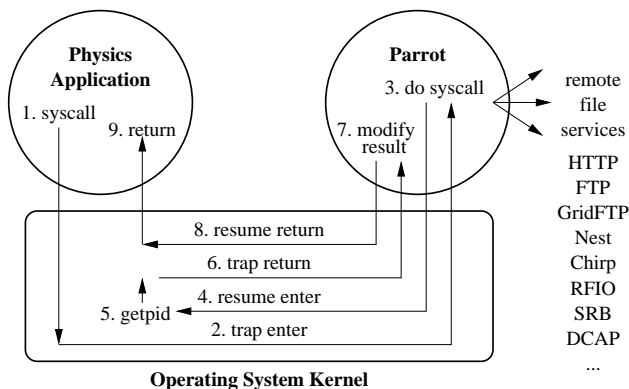 Physics
Application
1. syscall
9. return
Parrot
3. do syscall
7. modify
result
remote
file
services
HTTP
FTP
GridFTP
Nest
Chirp
RFIO
SRB
DCAP
...
8. resume return
6. trap return
4. resume enter
5. getpid
2. trap enter
Operating System Kernel